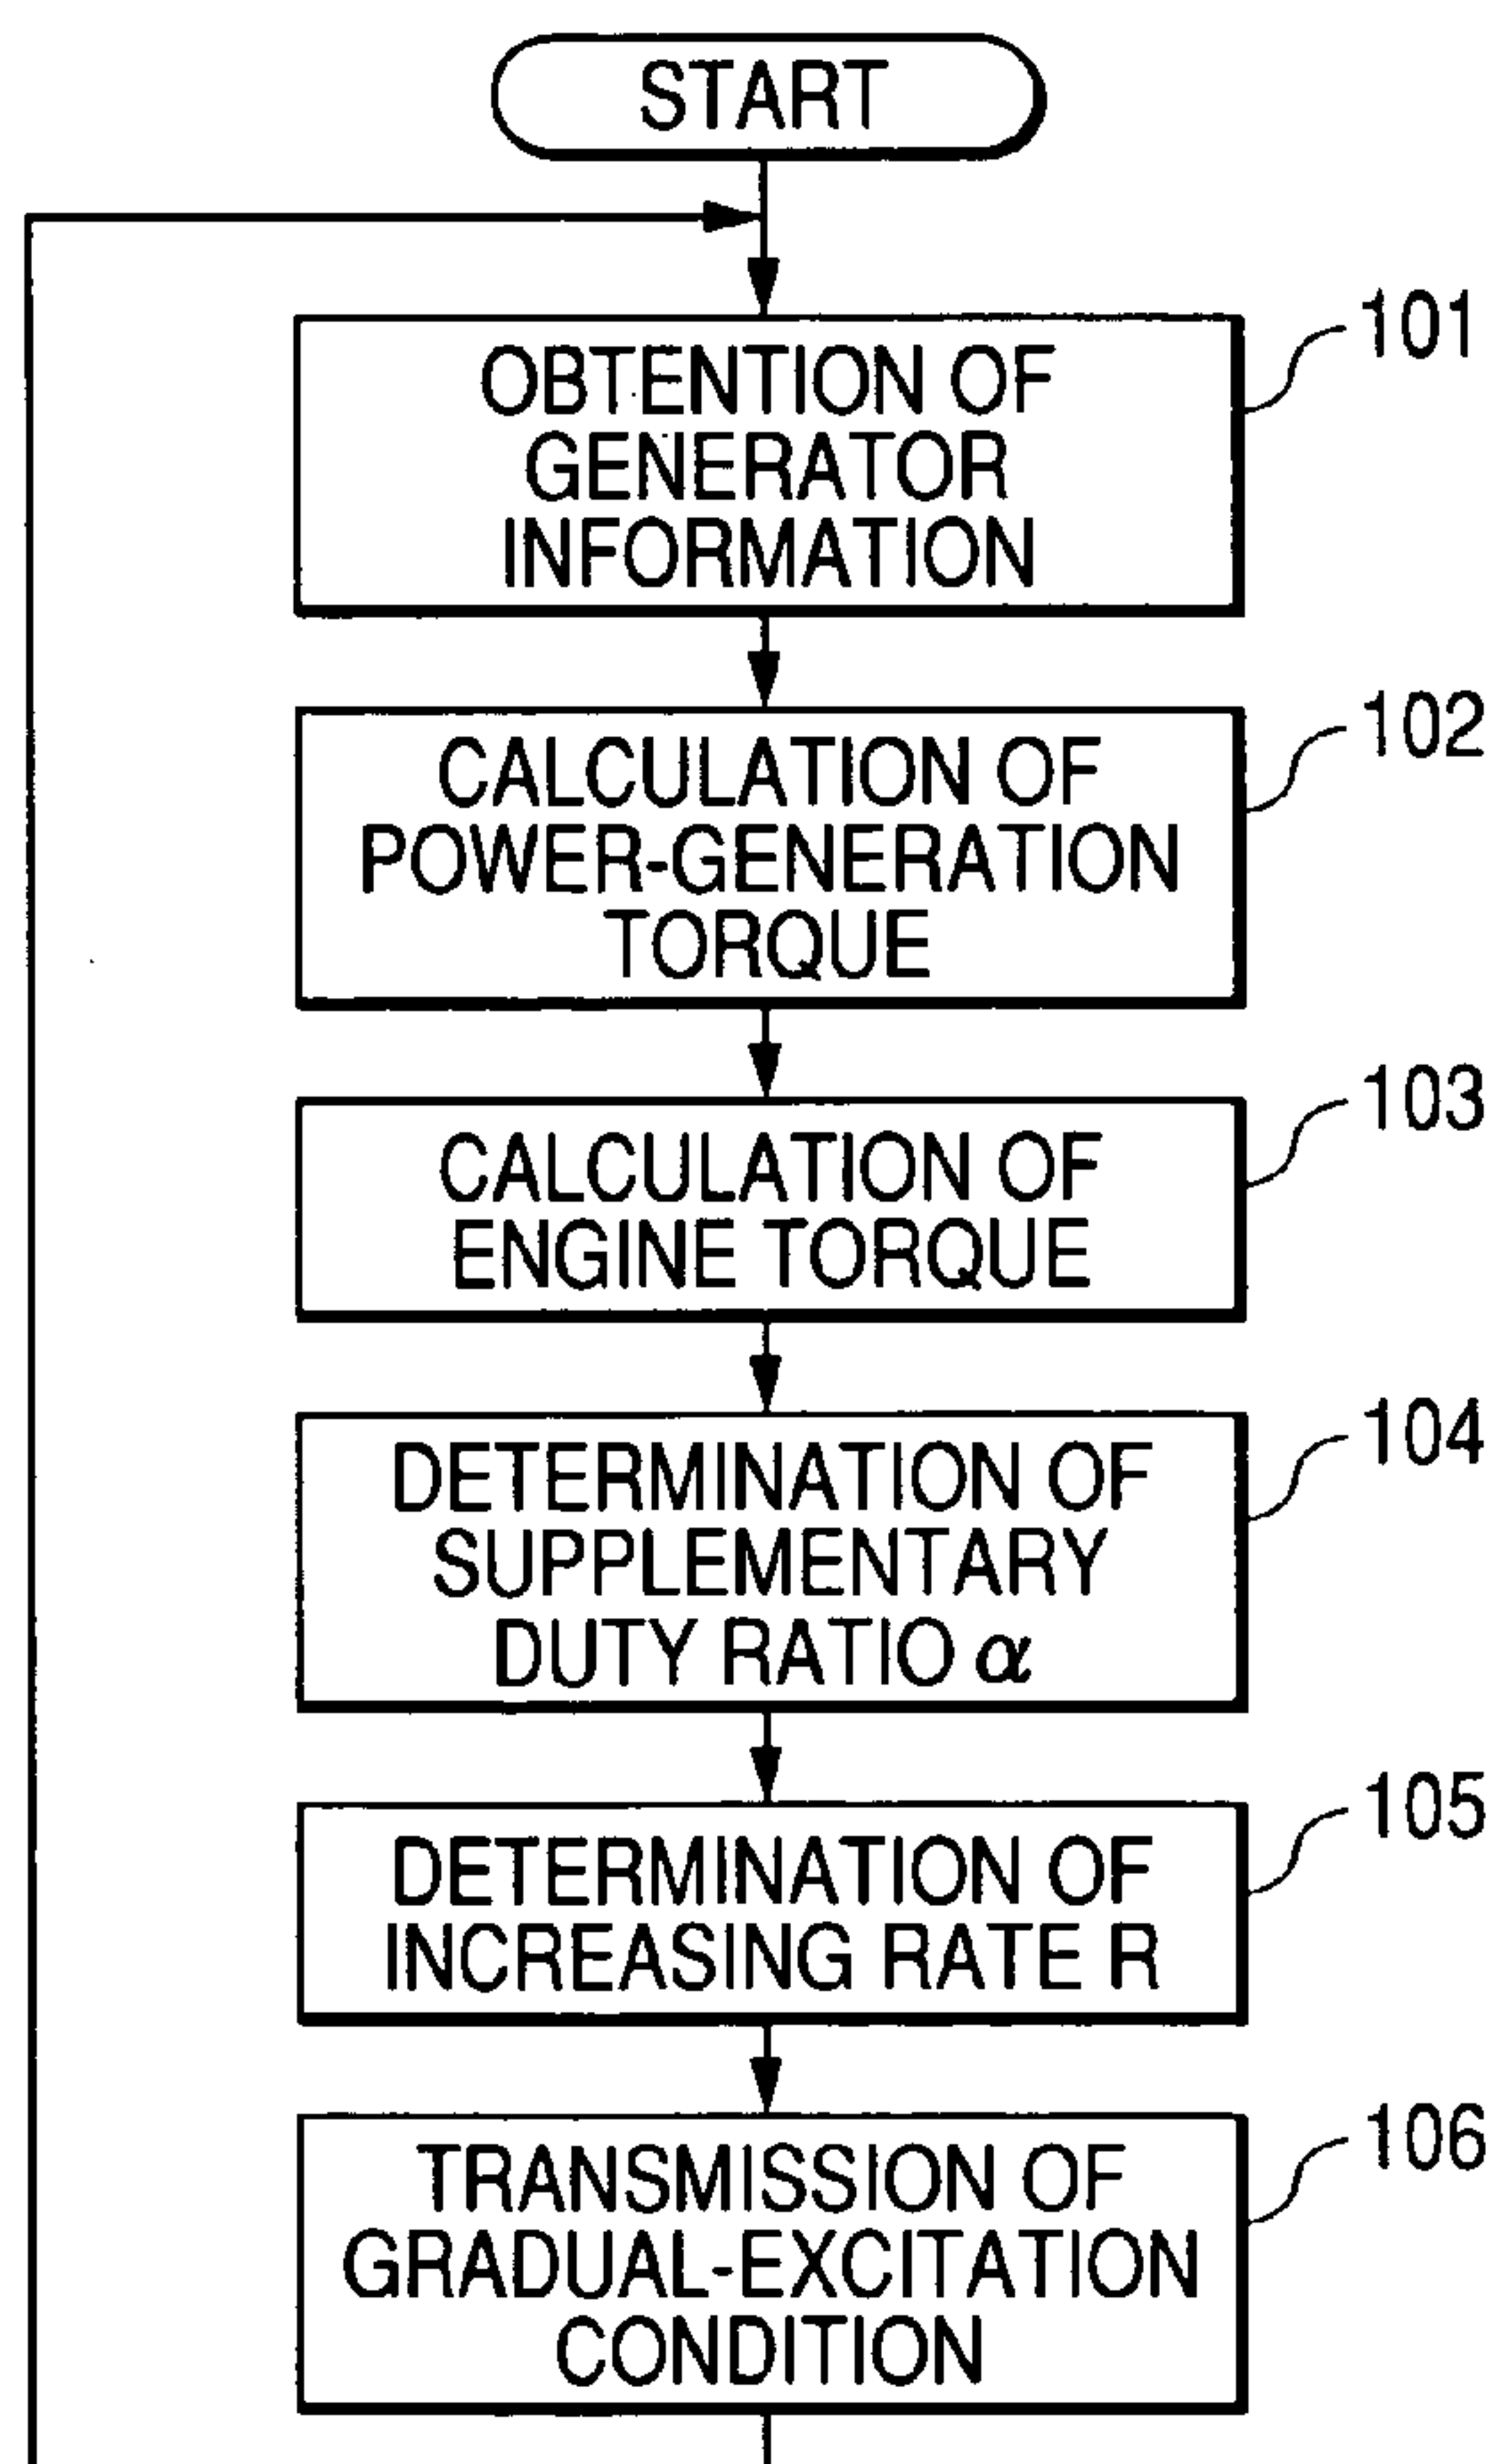 START
101
OBTENTION OF
GENERATOR
INFORMATION
102
CALCULATION OF
POWER-GENERATION
TORQUE
103
CALCULATION OF
ENGINE TORQUE
104
DETERMINATION OF
SUPPLEMENTARY
DUTY RATIO α
105
DETERMINATION OF
INCREASING RATE R
106
TRANSMISSION OF
GRADUAL-EXCITATION
CONDITION